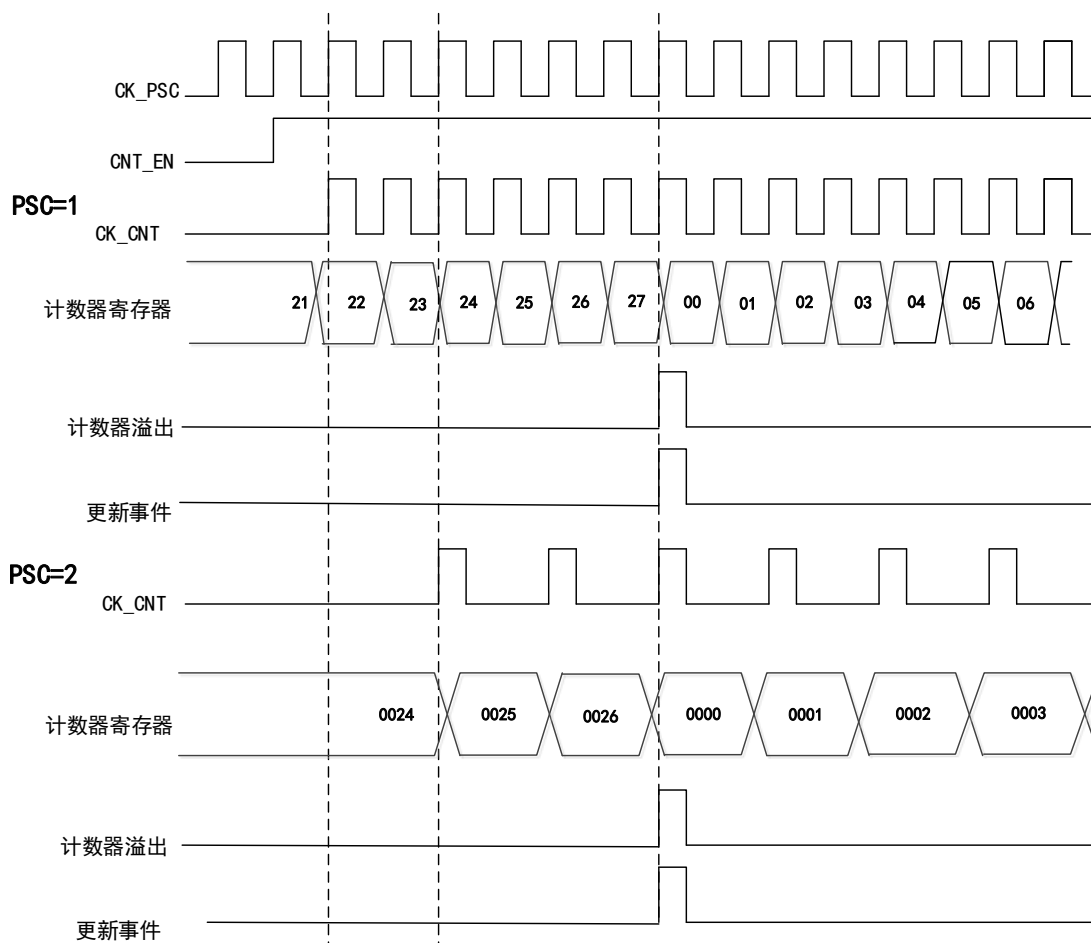 CK_PSC
CNT_EN
PSC=1
CK_CNT
计数器寄存器 21 22 23 24 25 26 27 00 01 02 03 04 05 06
计数器溢出
更新事件
PSC=2
CK_CNT
计数器寄存器 0024 0025 0026 0000 0001 0002 0003
计数器溢出
更新事件